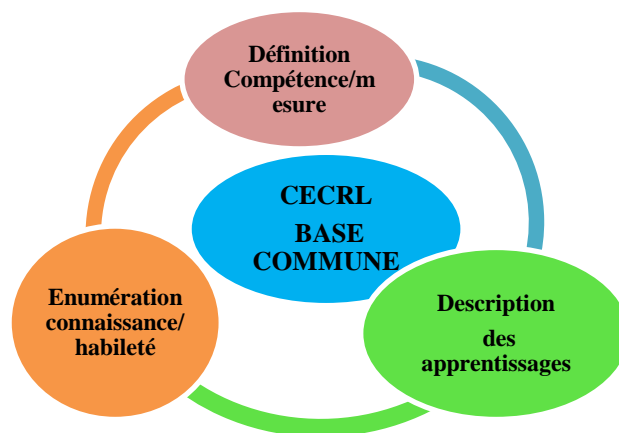 Définition
Compétence/m
esure
CECRL
BASE
COMMUNE
Enumération
connaissance/
habileté
Description
des
apprentissages